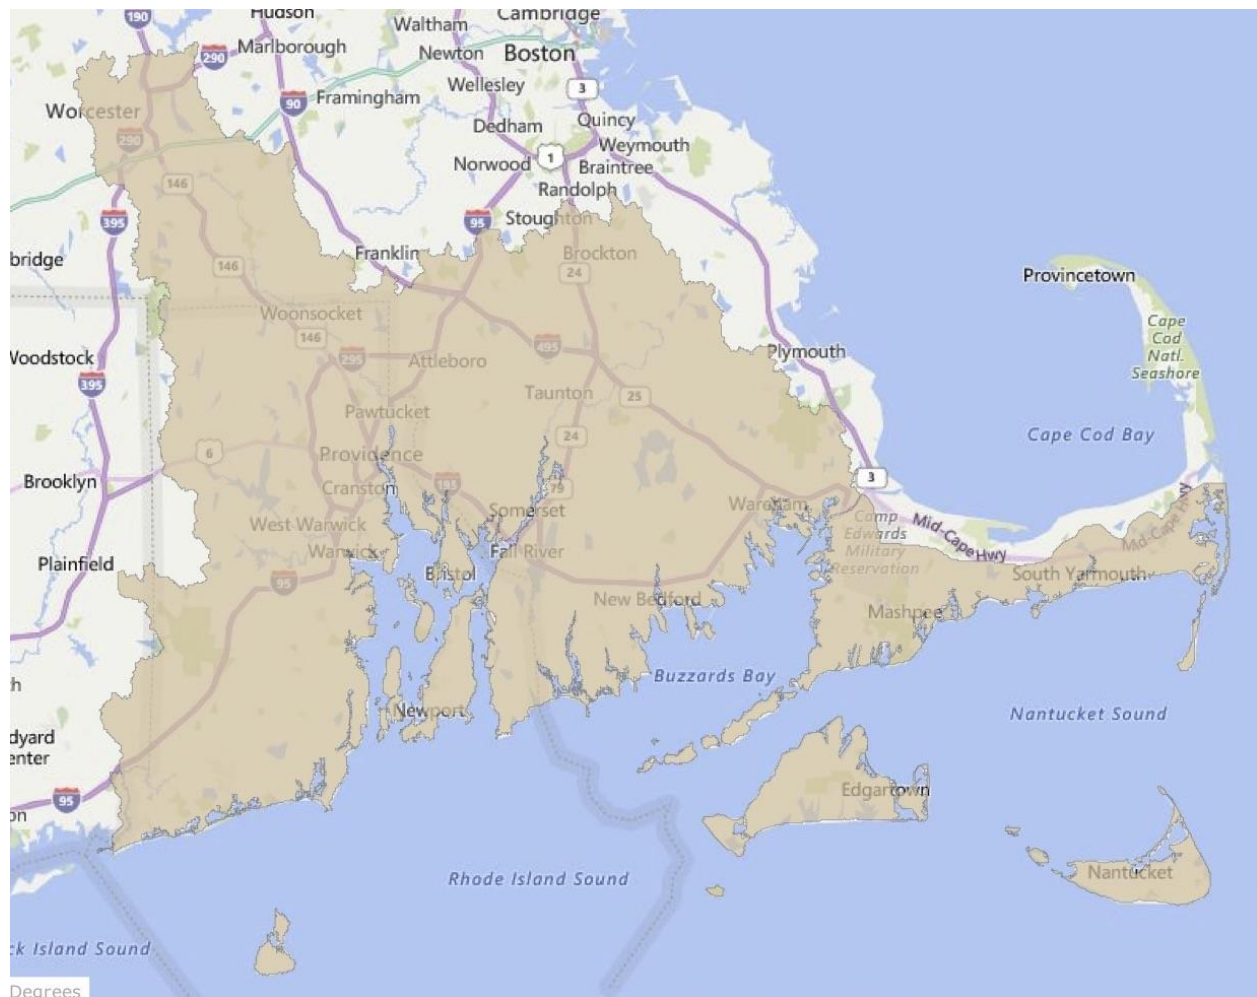 190
Hudson
Cambridge
Waltham
Marlborough
290
Newton
Boston
Wellesley
3
90
Framingham
Worcester
Quincy
Dedham
290
Weymouth
1
Norwood
Braintree
146
Randolph
395
95
Stoughton
Franklin
Brockton
bridge
146
24
Provincetown
Woonsocket
Cape
Cod
Natl.
Seashore
146
495
Plymouth
Woodstock
295
Attleboro
395
Taunton
25
Pawtucket
24
Cape Cod Bay
6
Providence
Brooklyn
195
3
Cranston
79
Wareham
Mid-Cape Hwy
Somerset
West Warwick
Camp
Edwards
Military
Reservation
Mid-Cape Hwy
Warwick
Fall River
Plainfield
Bristol
South Yarmouth
95
New Bedford
Mashpee
Buzzards Bay
Newport
Nantucket Sound
dyard
enter
Edgartown
95
on
Nantucket
Rhode Island Sound
ck Island Sound
Degrees